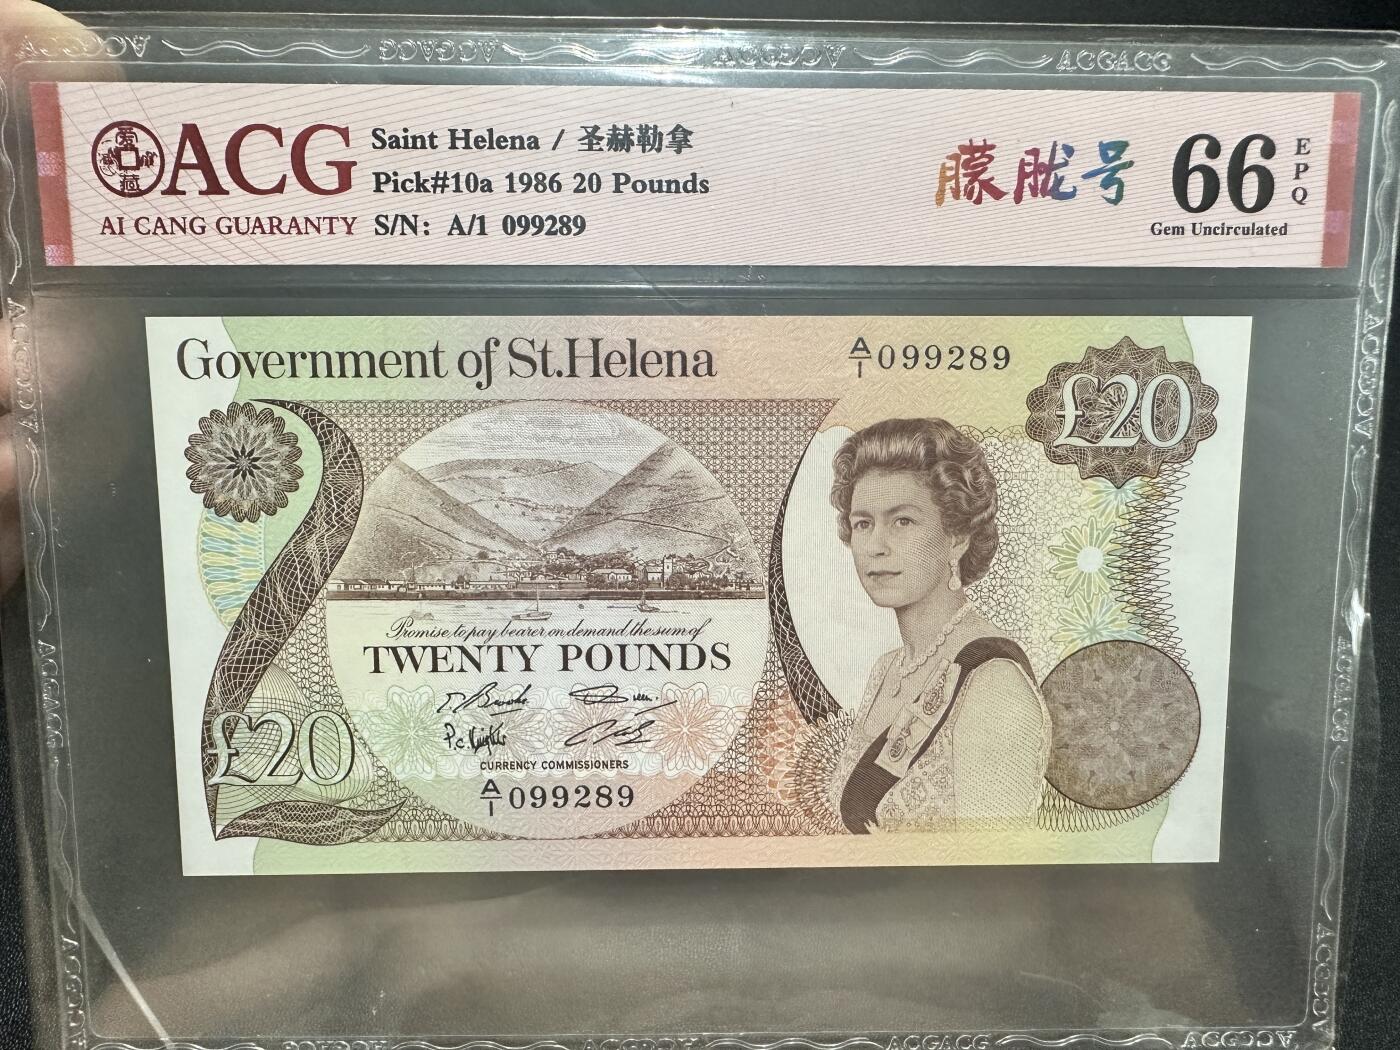 ACGACG
ACG
AI CANG GUARANTY
Saint Helena / 圣赫勒拿
Pick#10a 1986 20 Pounds
S/N: A/1 099289
朦胧号
66
EPQ
Gem Uncirculated
Government of St.Helena
A/1 099289
£20
Promise to pay bearer on demand the sum of
TWENTY POUNDS
CURRENCY COMMISSIONERS
£20
A/1 099289